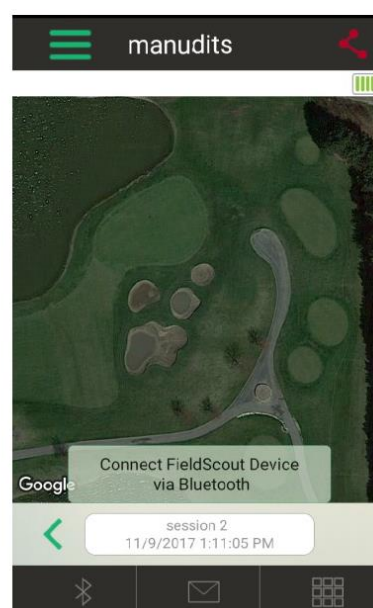 manudits
Connect FieldScout Device
via Bluetooth
Google
session 2
11/9/2017 1:11:05 PM